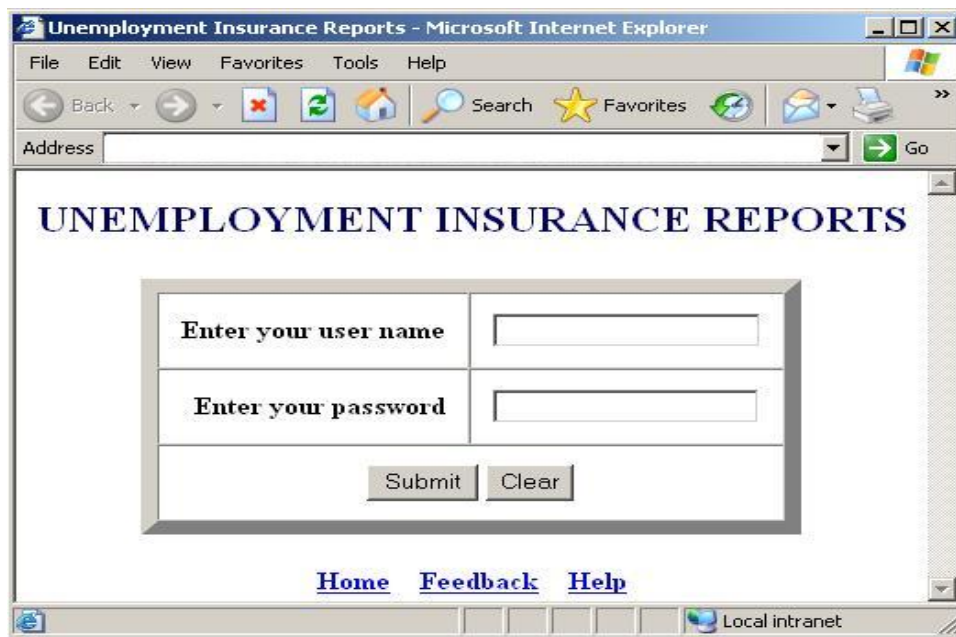 Unemployment Insurance Reports - Microsoft Internet Explorer
File Edit View Favorites Tools Help
Back Search Favorites »
Address Go
UNEMPLOYMENT INSURANCE REPORTS
Enter your user name
Enter your password
Submit Clear
Home Feedback Help
Local intranet